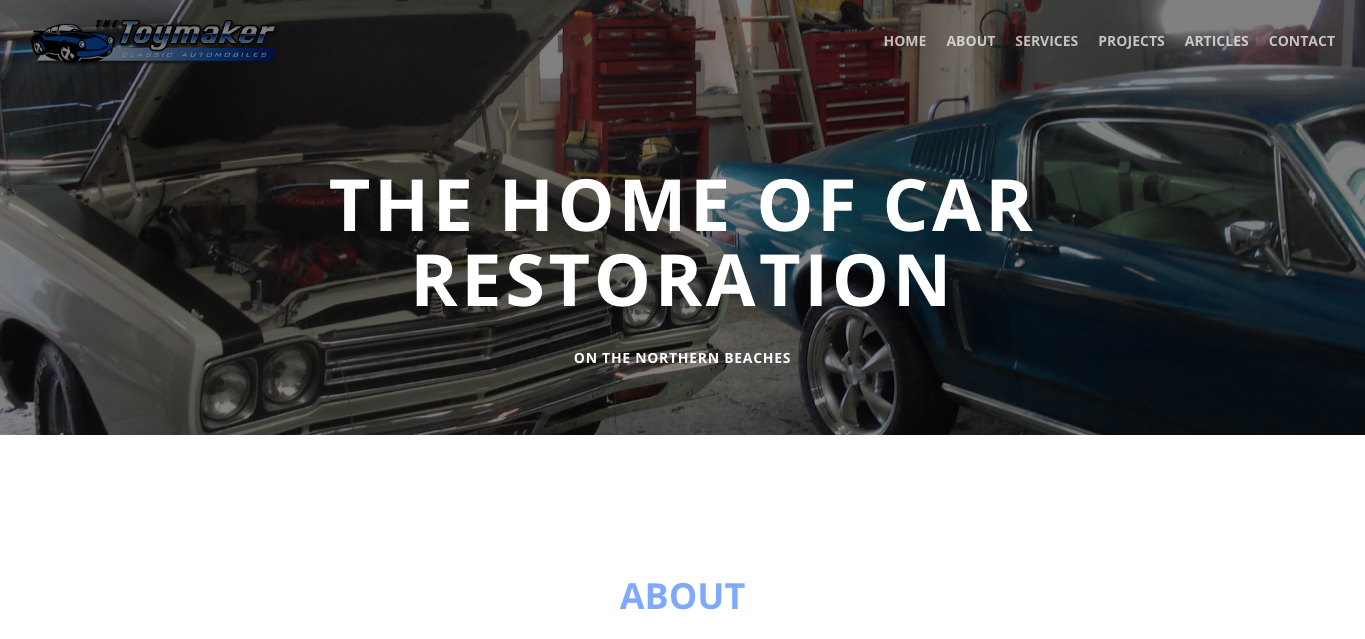 THE
Toymaker
CLASSIC AUTOMOBILES
HOME ABOUT SERVICES PROJECTS ARTICLES CONTACT
THE HOME OF CAR
RESTORATION
ON THE NORTHERN BEACHES
ABOUT